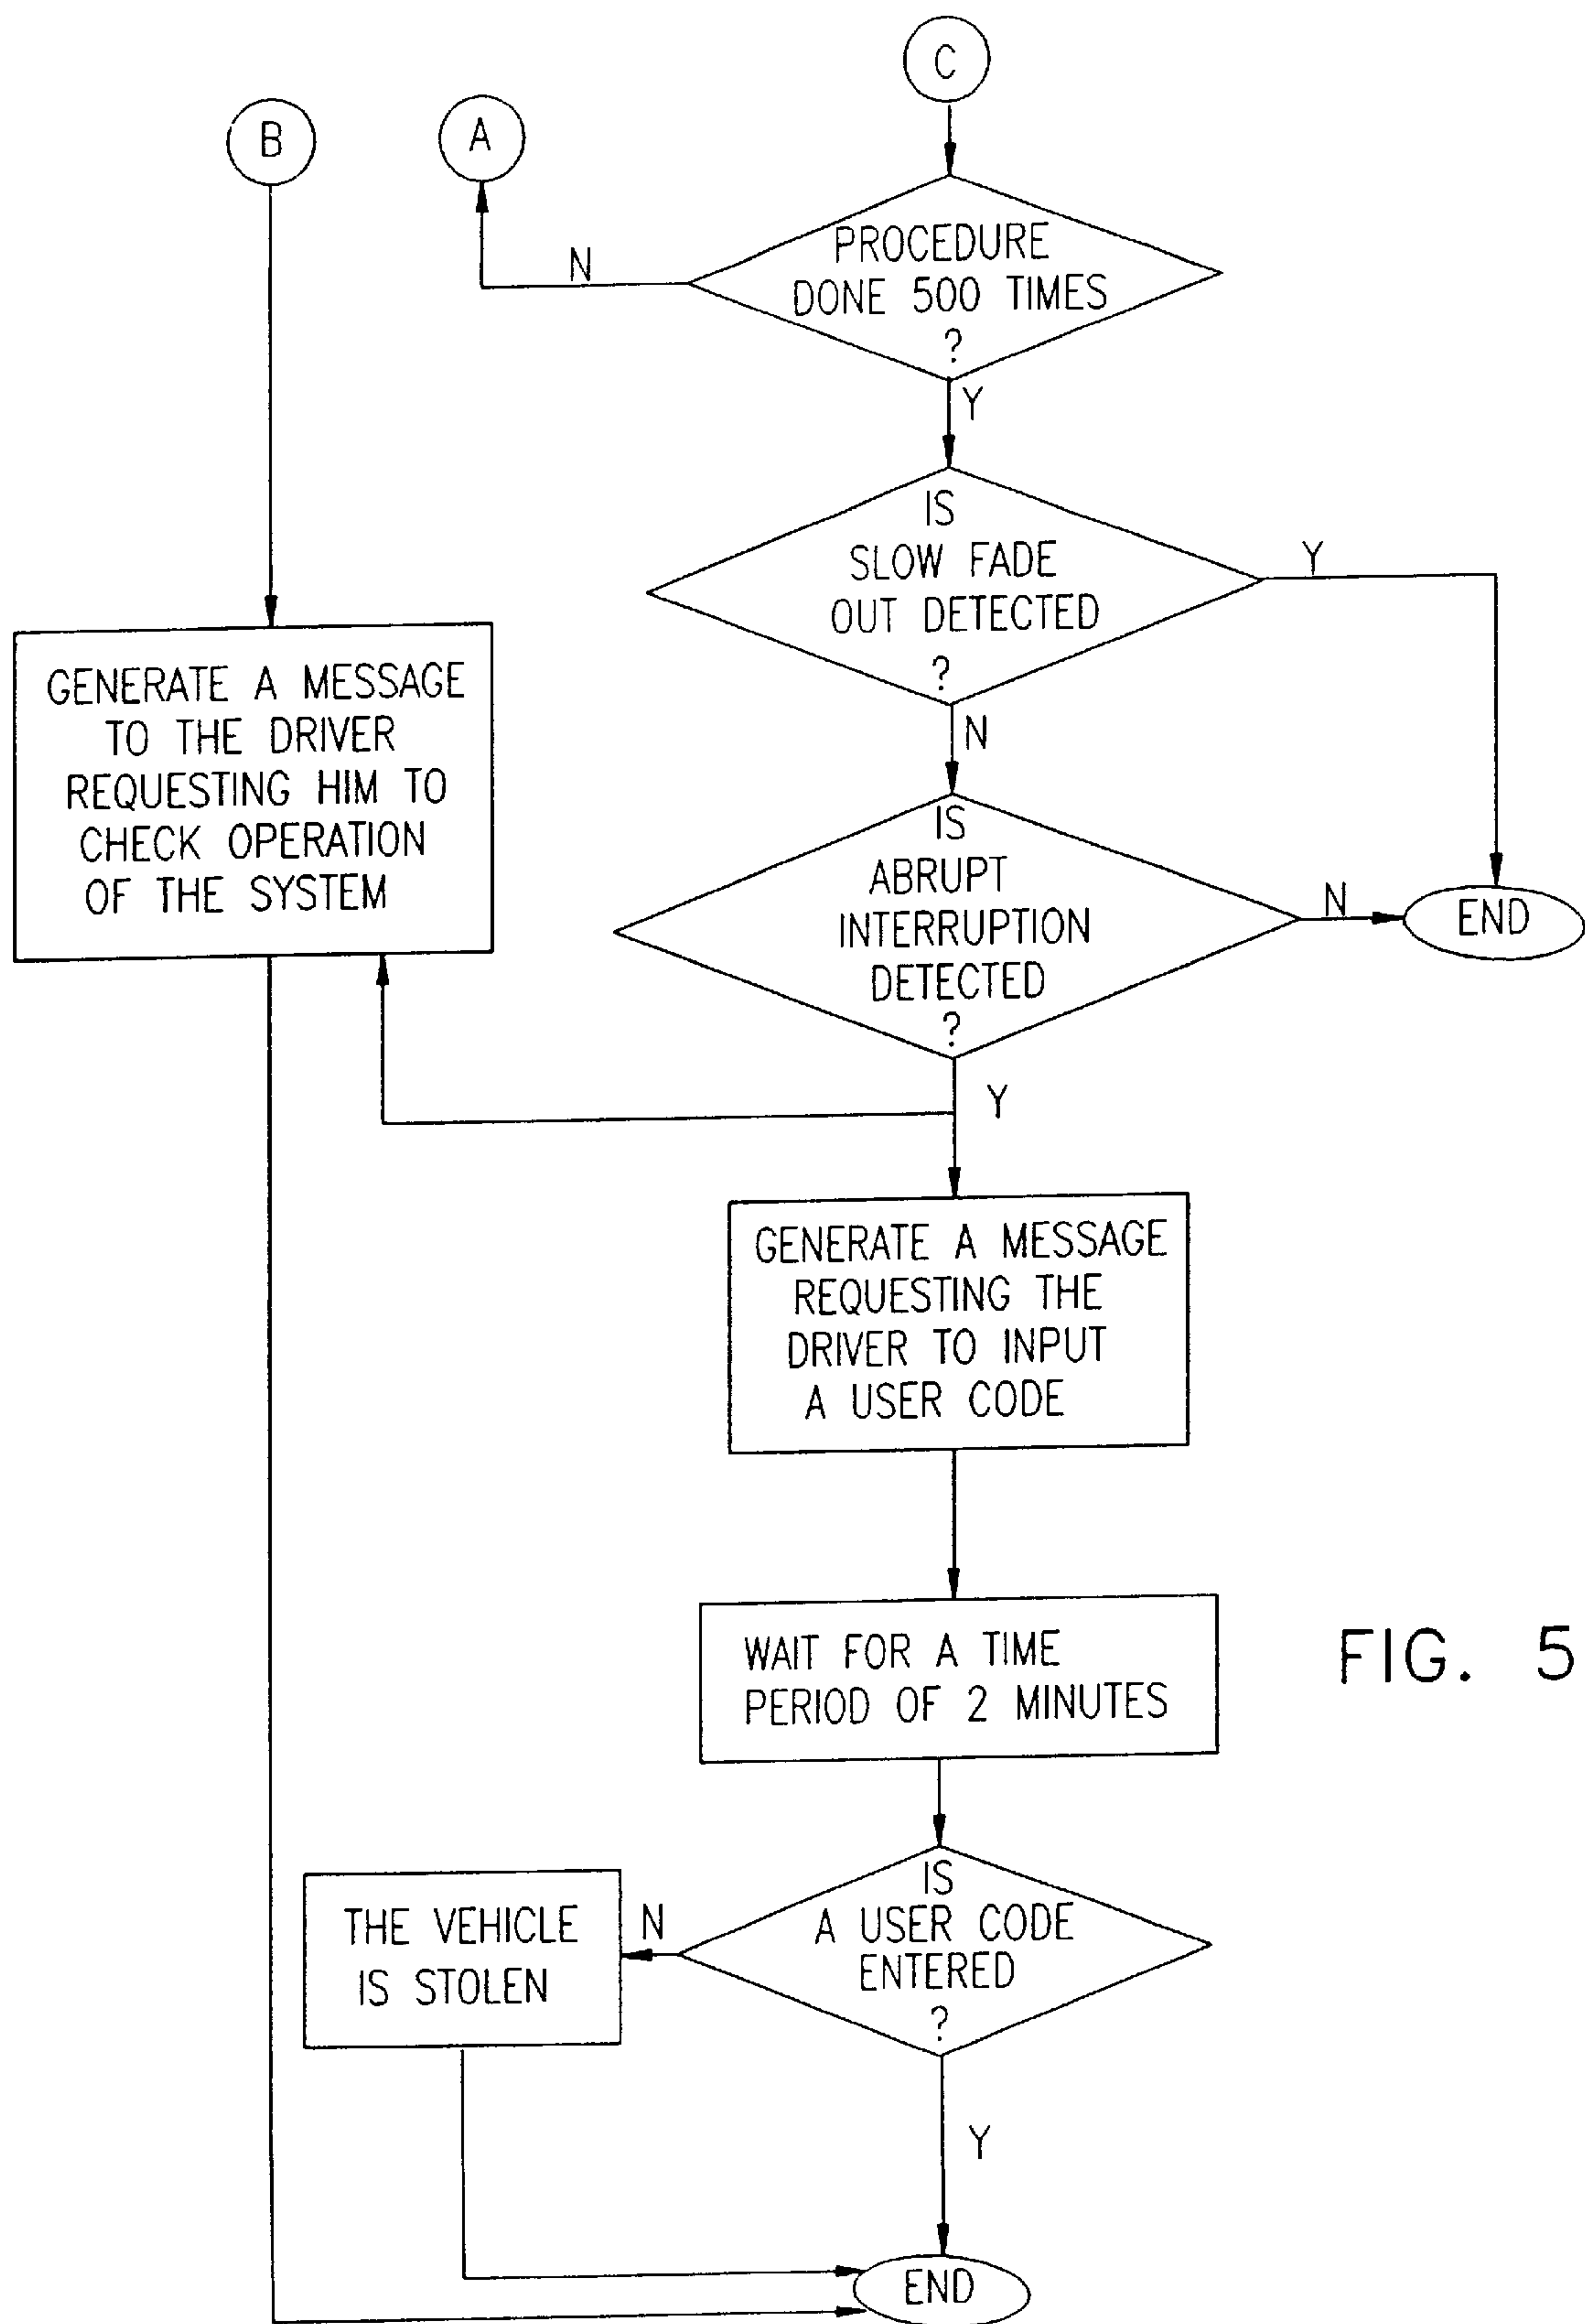 C
B
A
PROCEDURE
DONE 500 TIMES
?
N
Y
IS
SLOW FADE
OUT DETECTED
?
Y
N
GENERATE A MESSAGE
TO THE DRIVER
REQUESTING HIM TO
CHECK OPERATION
OF THE SYSTEM
IS
ABRUPT
INTERRUPTION
DETECTED
?
N
END
Y
GENERATE A MESSAGE
REQUESTING THE
DRIVER TO INPUT
A USER CODE
WAIT FOR A TIME
PERIOD OF 2 MINUTES
FIG. 5
IS
A USER CODE
ENTERED
?
N
THE VEHICLE
IS STOLEN
Y
END